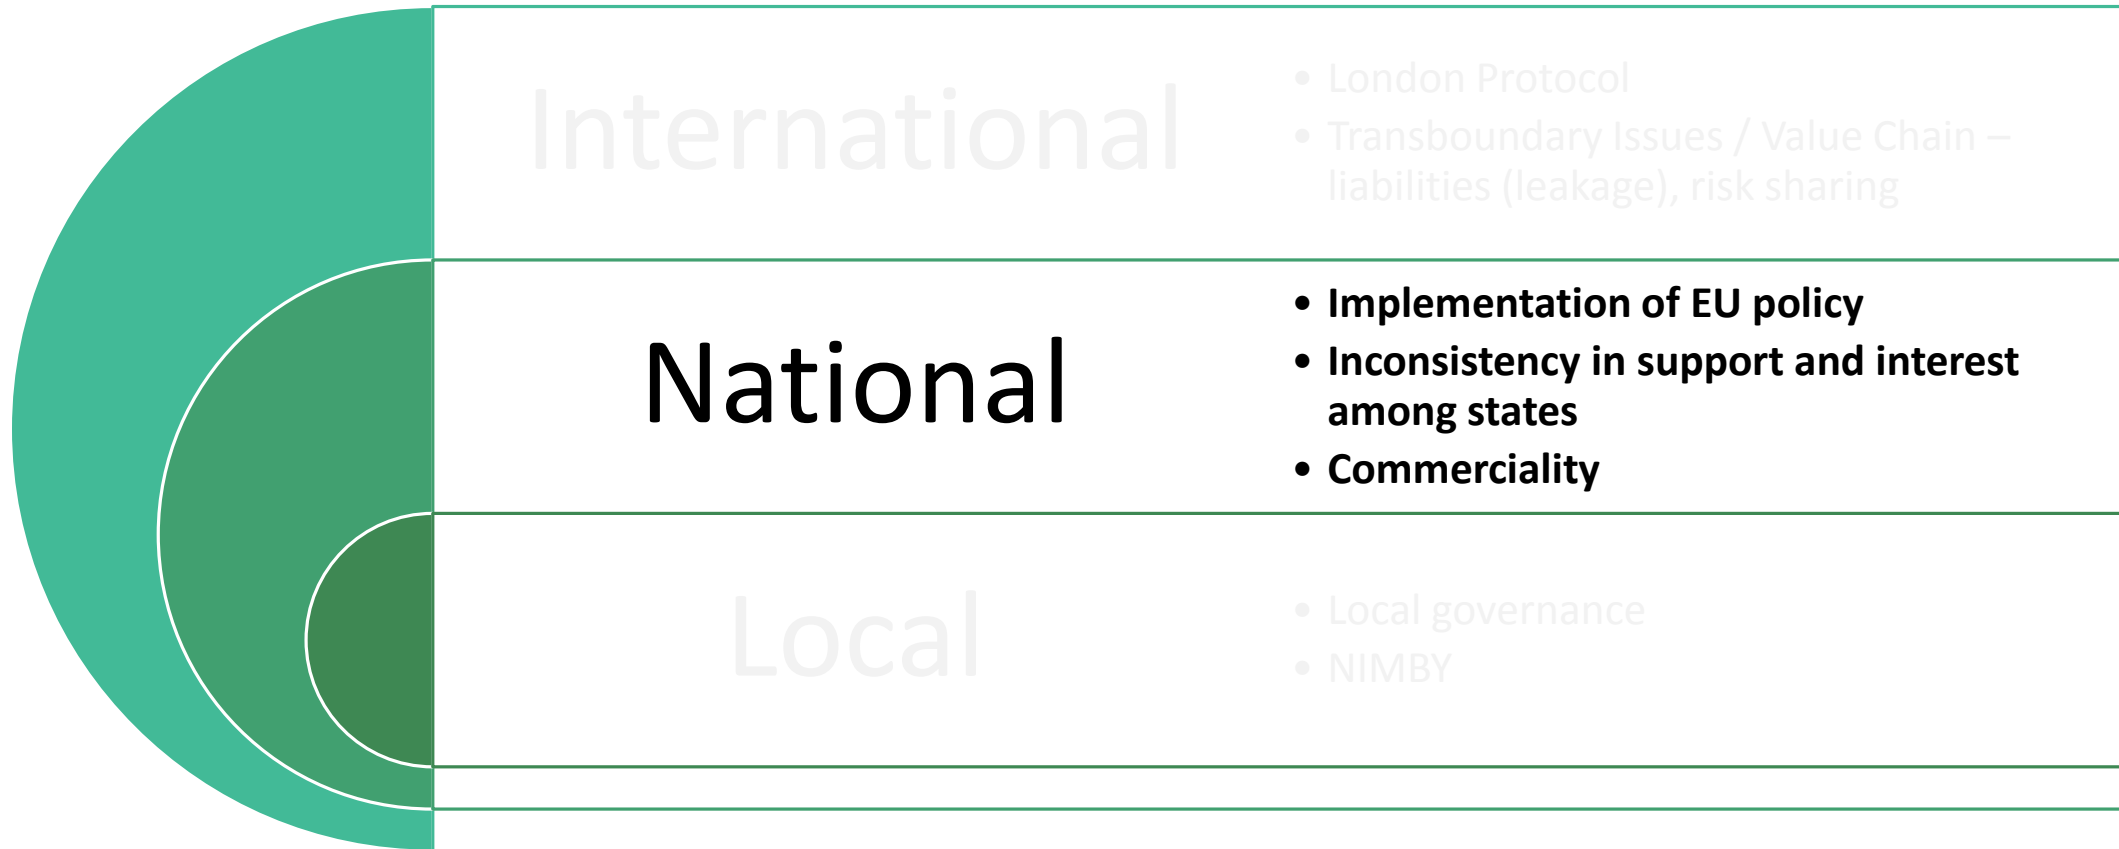 International
• London Protocol
• Transboundary Issues / Value Chain –
liabilities (leakage), risk sharing
National
• Implementation of EU policy
• Inconsistency in support and interest
among states
• Commerciality
Local
• Local governance
• NIMBY